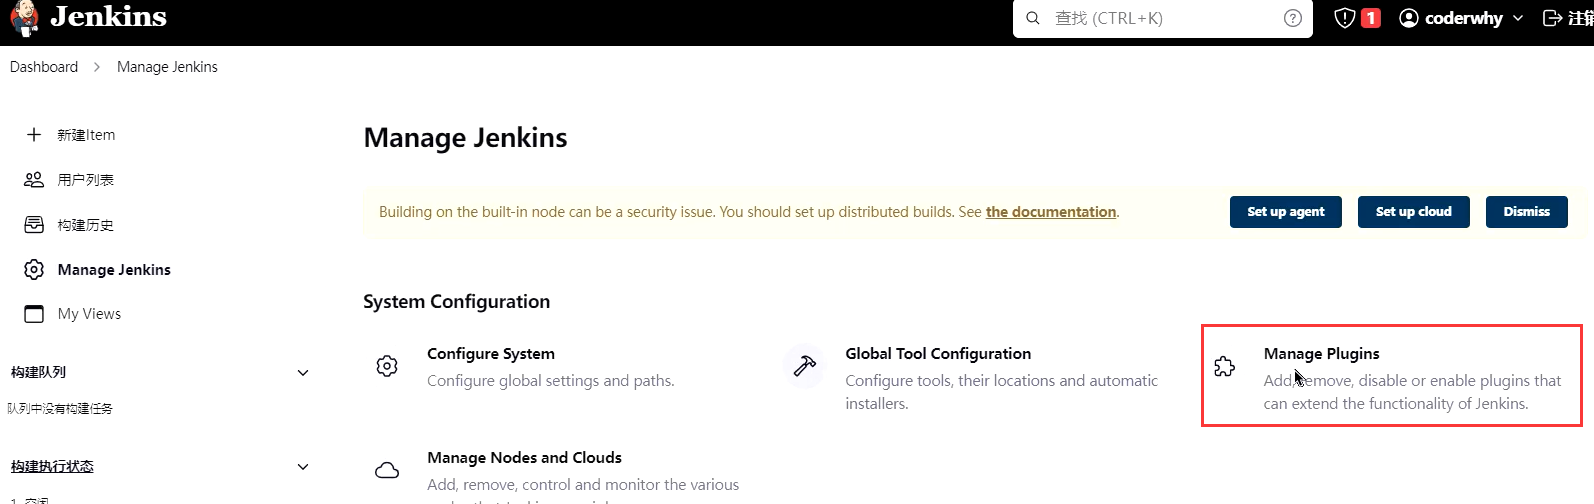 Jenkins
查找 (CTRL+K)
1
coderwhy
Dashboard
Manage Jenkins
新建Item
用户列表
构建历史
Manage Jenkins
My Views
构建队列
队列中没有构建任务
构建执行状态
Manage Jenkins
Building on the built-in node can be a security issue. You should set up distributed builds. See the documentation.
Set up agent
Set up cloud
Dismiss
System Configuration
Configure System
Configure global settings and paths.
Global Tool Configuration
Configure tools, their locations and automatic
installers.
Manage Plugins
Add, remove, disable or enable plugins that
can extend the functionality of Jenkins.
Manage Nodes and Clouds
Add, remove, control and monitor the various